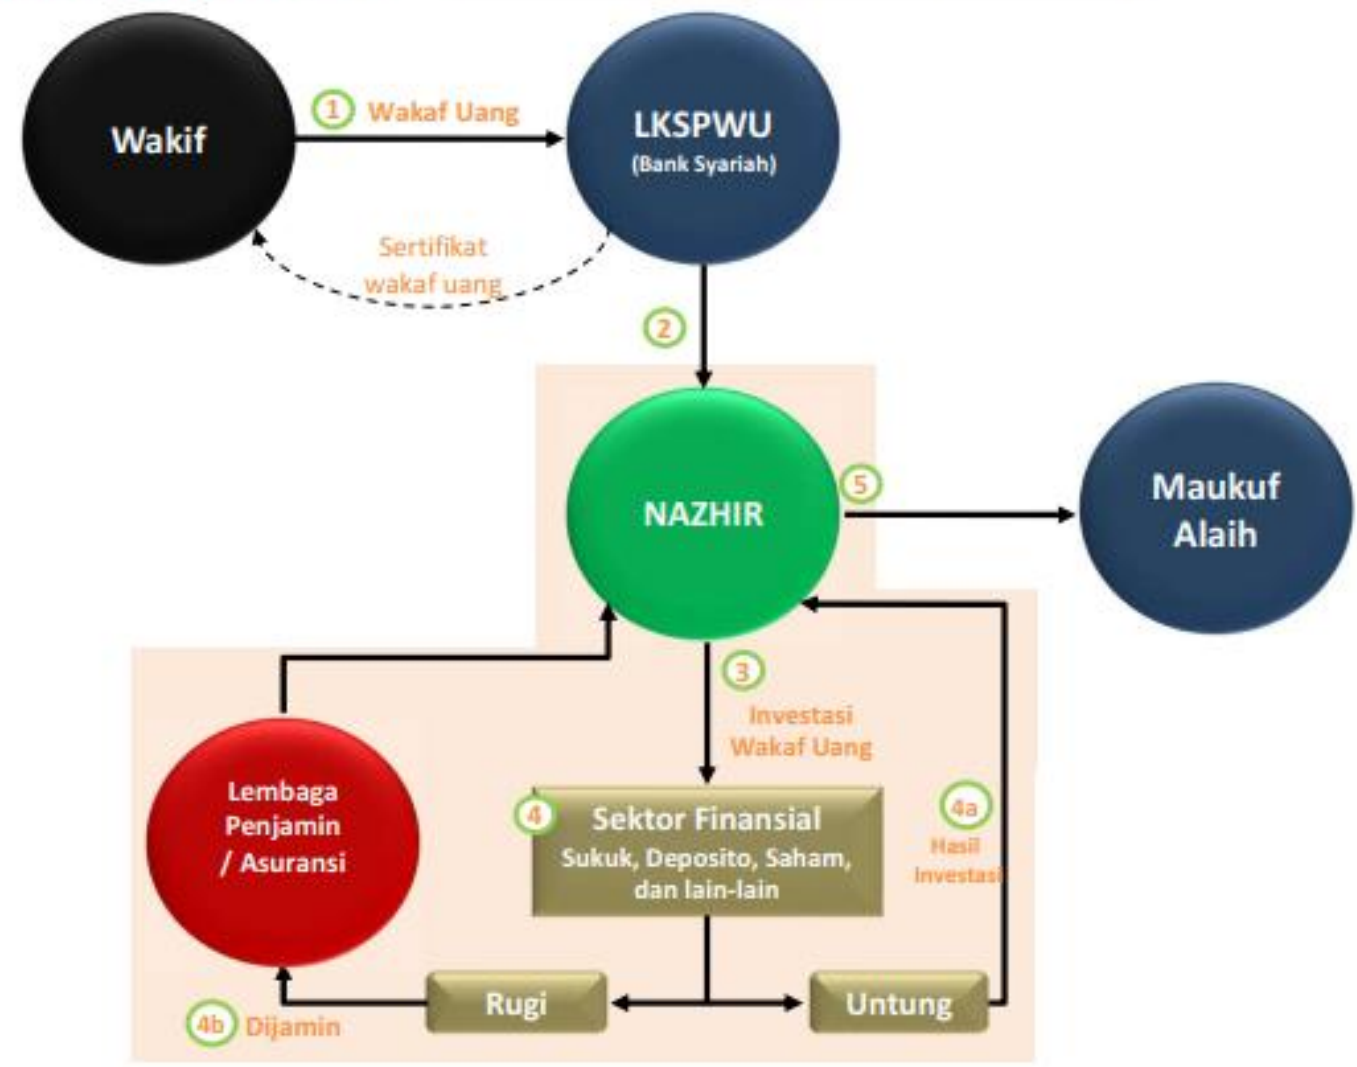 Wakif
1 Wakaf Uang
LKSPWU
(Bank Syariah)
Sertifikat
wakaf uang
2
NAZHIR
5
Maukuf
Alaih
3
Investasi
Wakaf Uang
Lembaga
Penjamin
/ Asuransi
4
Sektor Finansial
Sukuk, Deposito, Saham,
dan lain-lain
4a
Hasil
Investasi
Rugi
Untung
4b Dijamin